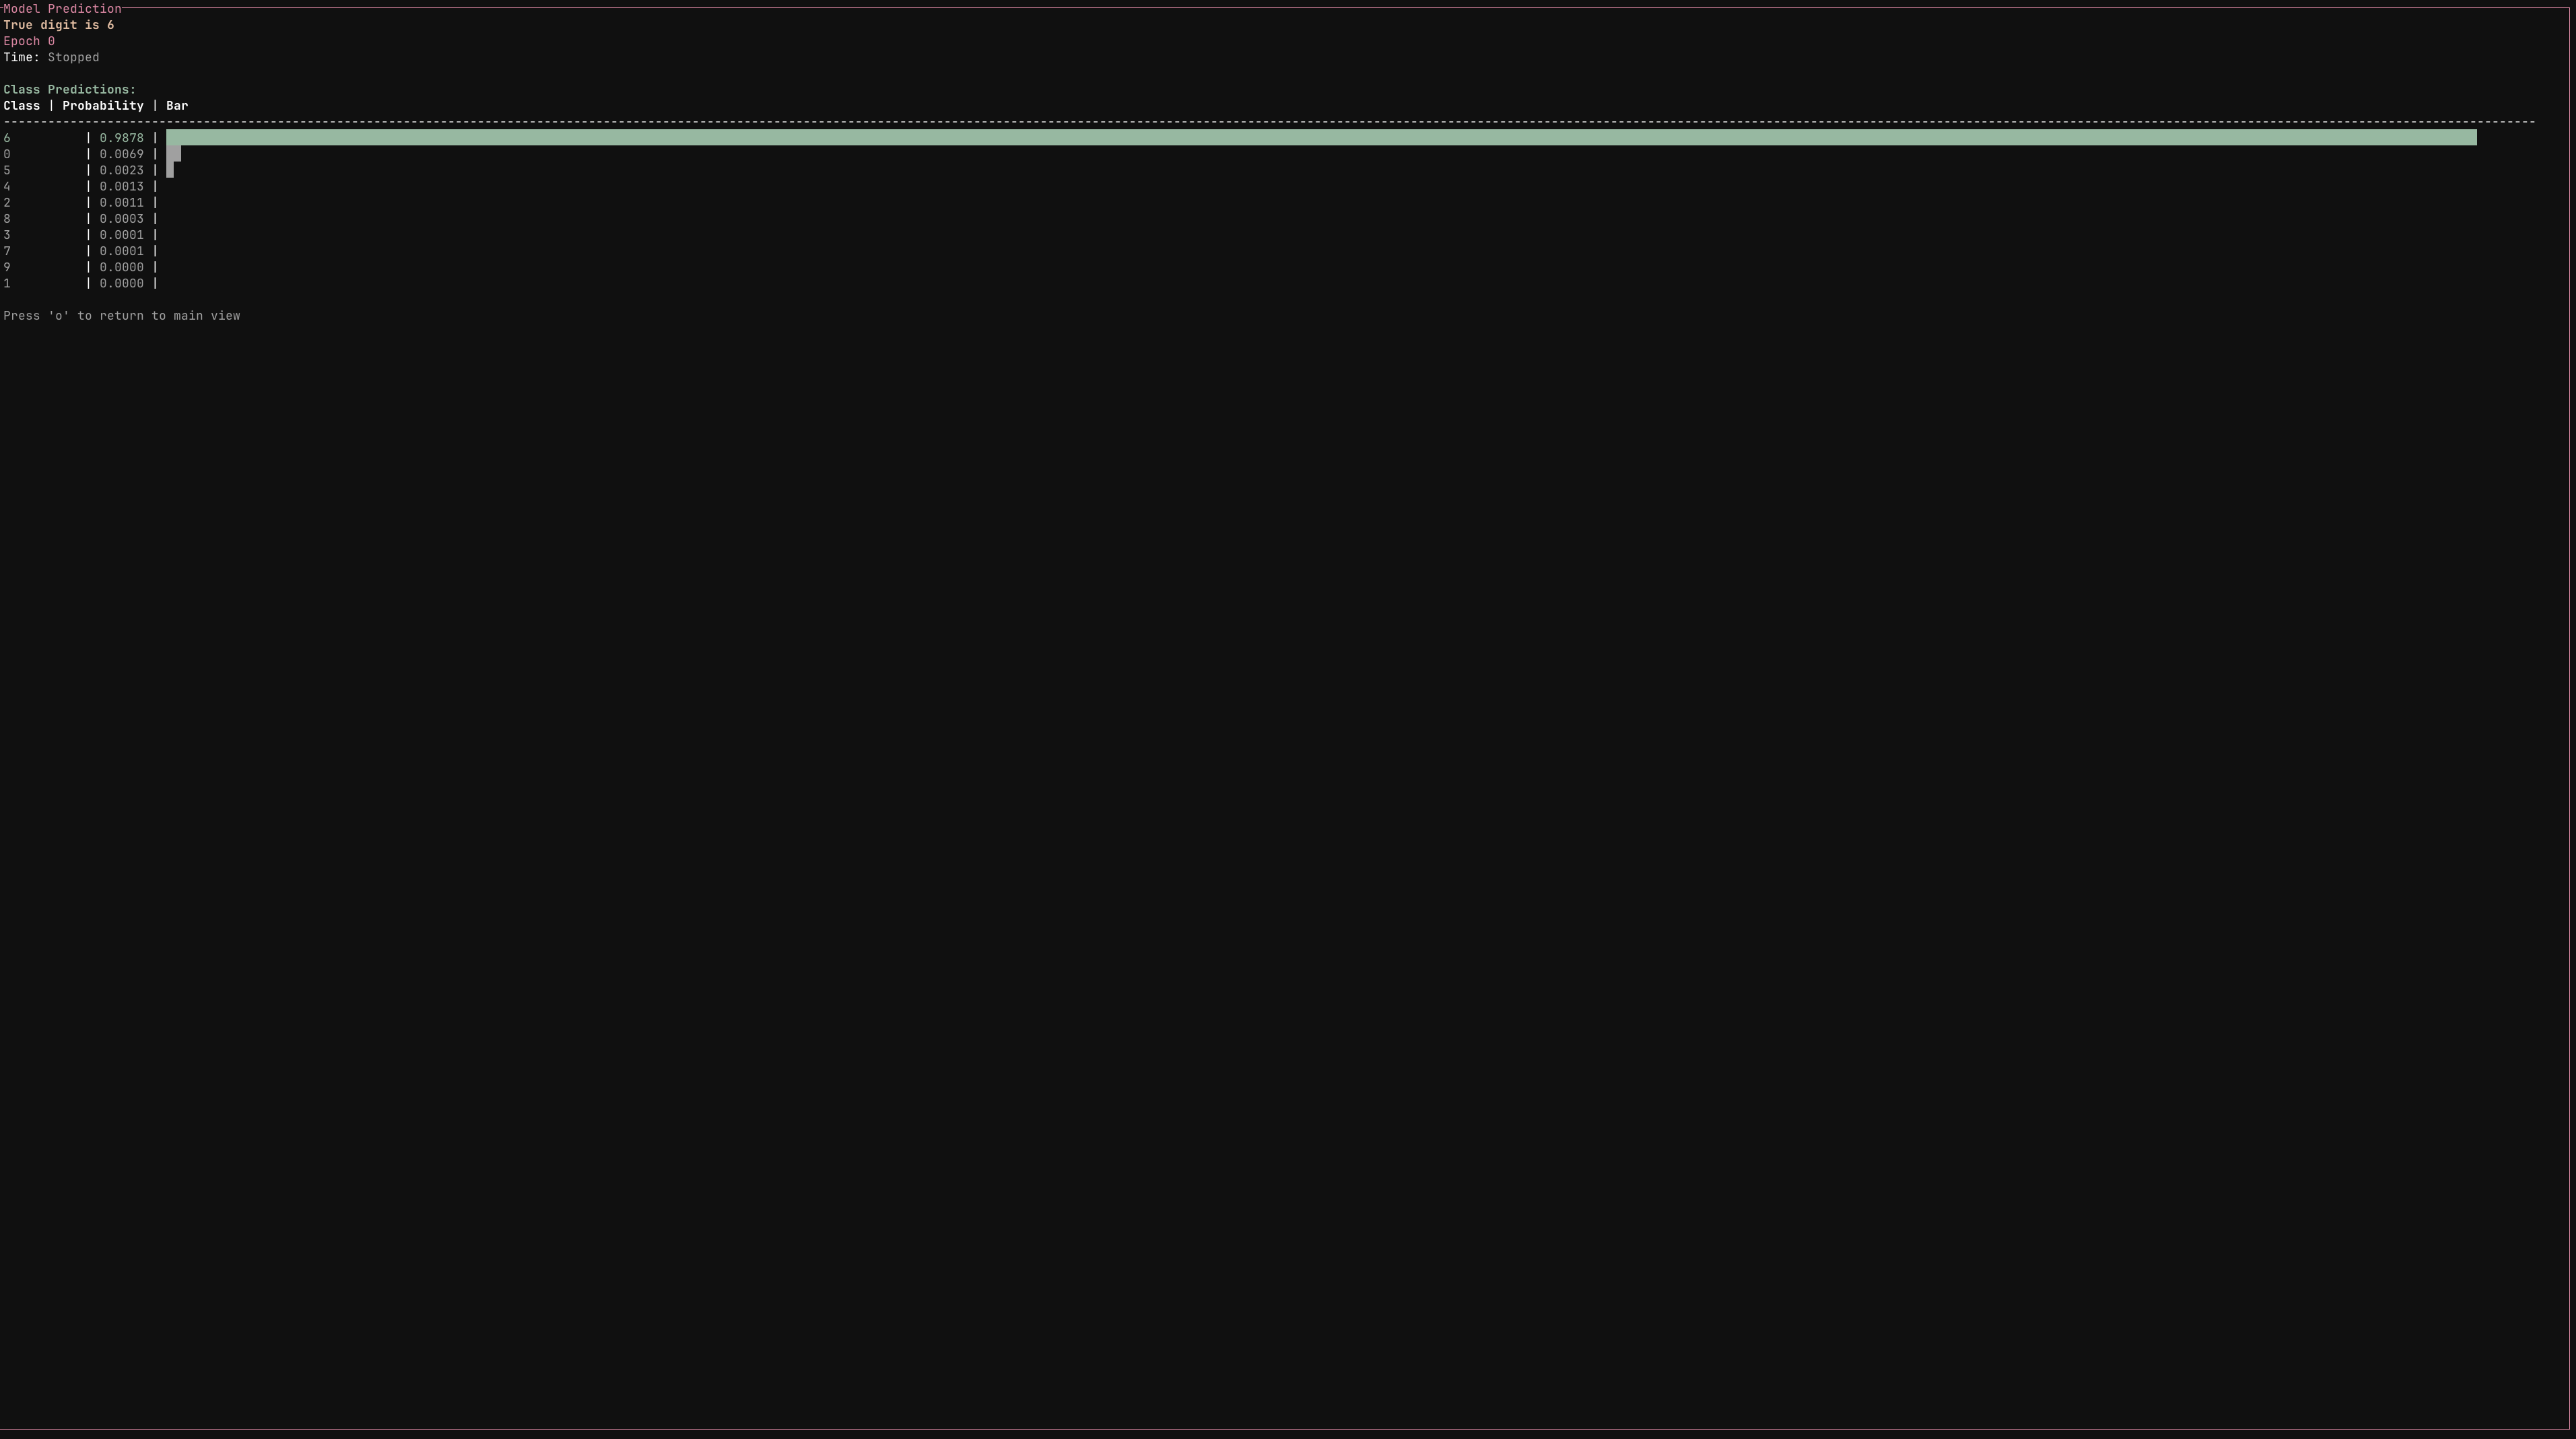 Model Prediction
True digit is 6
Epoch 0
Time: Stopped
Class Predictions:
Class | Probability | Bar
--------------------------------------------------------------------------------
6 | 0.9878 |
0 | 0.0069 |
5 | 0.0023 |
4 | 0.0013 |
2 | 0.0011 |
8 | 0.0003 |
3 | 0.0001 |
7 | 0.0001 |
9 | 0.0000 |
1 | 0.0000 |
Press 'o' to return to main view